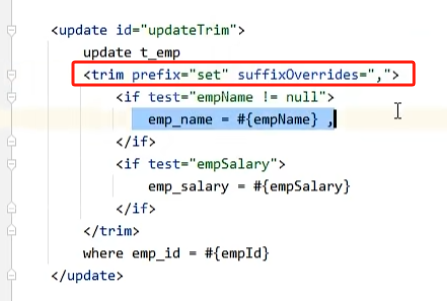 <update id="updateTrim">
update t_emp
<trim prefix="set" suffixOverrides=",">
<if test="empName != null">
emp_name = #{empName} ,
</if>
<if test="empSalary">
emp_salary = #{empSalary}
</if>
</trim>
where emp_id = #{empId}
</update>